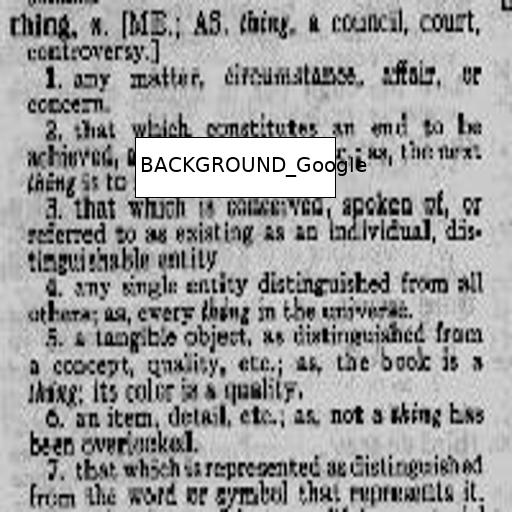 thing, n. [ME.; AS. thing, a council, court,
controversy.]
1. any matter, circumstance, affair, or
concern.
2. that which constitutes an end to be
achieved, as, the next
BACKGROUND_Google
thing is to
3. that which is conceived, spoken of, or
referred to as existing as an individual, dis-
tinguishable entity
4. any single entity distinguished from all
others; as, every thing in the universe.
5. a tangible object, as distinguished from
a concept, quality, etc.; as, the book is a
thing; its color is a quality.
6. an item, detail, etc.; as, not a thing has
been overlooked.
7. that which is represented as distinguished
from the word or symbol that represents it.